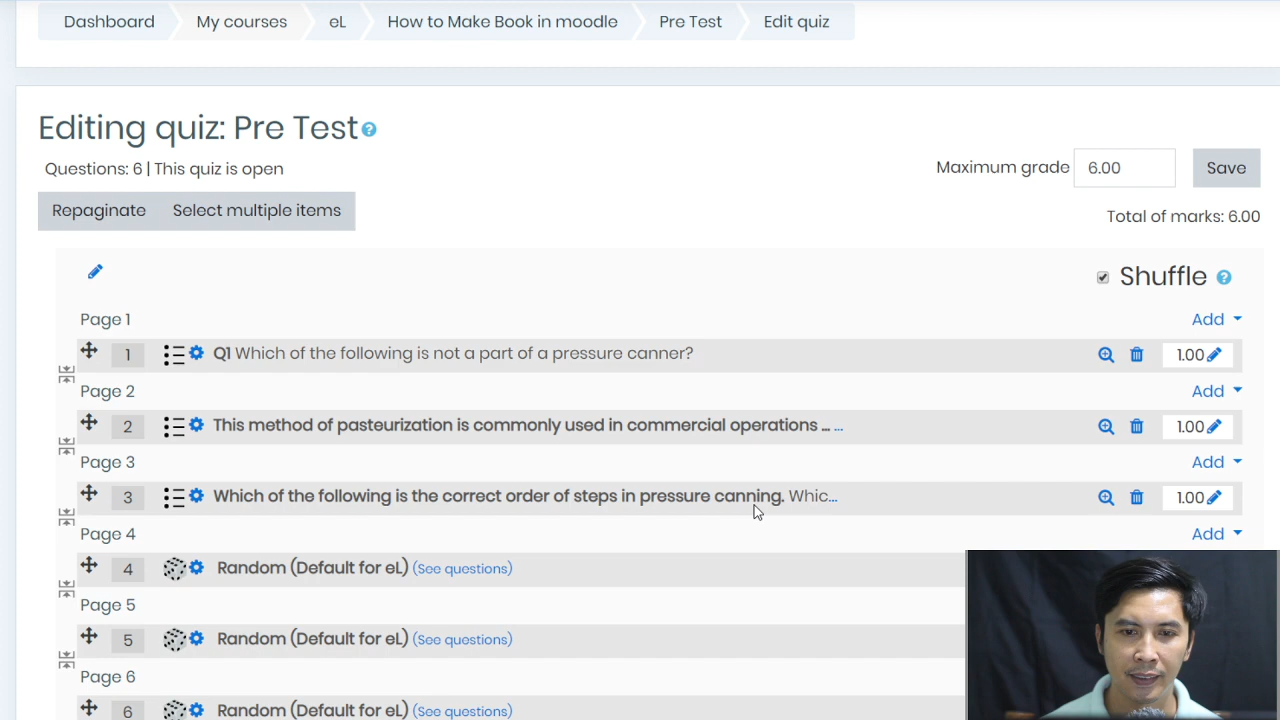 Dashboard My courses eL How to Make Book in moodle Pre Test Edit quiz
Editing quiz: Pre Test
Questions: 6 | This quiz is open
Maximum grade 6.00 Save
Repaginate Select multiple items
Total of marks: 6.00
Shuffle
Page 1 Add
1 Q1 Which of the following is not a part of a pressure canner? 1.00
Page 2 Add
2 This method of pasteurization is commonly used in commercial operations ... ... 1.00
Page 3 Add
3 Which of the following is the correct order of steps in pressure canning. Whic... 1.00
Page 4 Add
4 Random (Default for eL) (See questions)
Page 5
5 Random (Default for eL) (See questions)
Page 6
6 Random (Default for eL) (See questions)